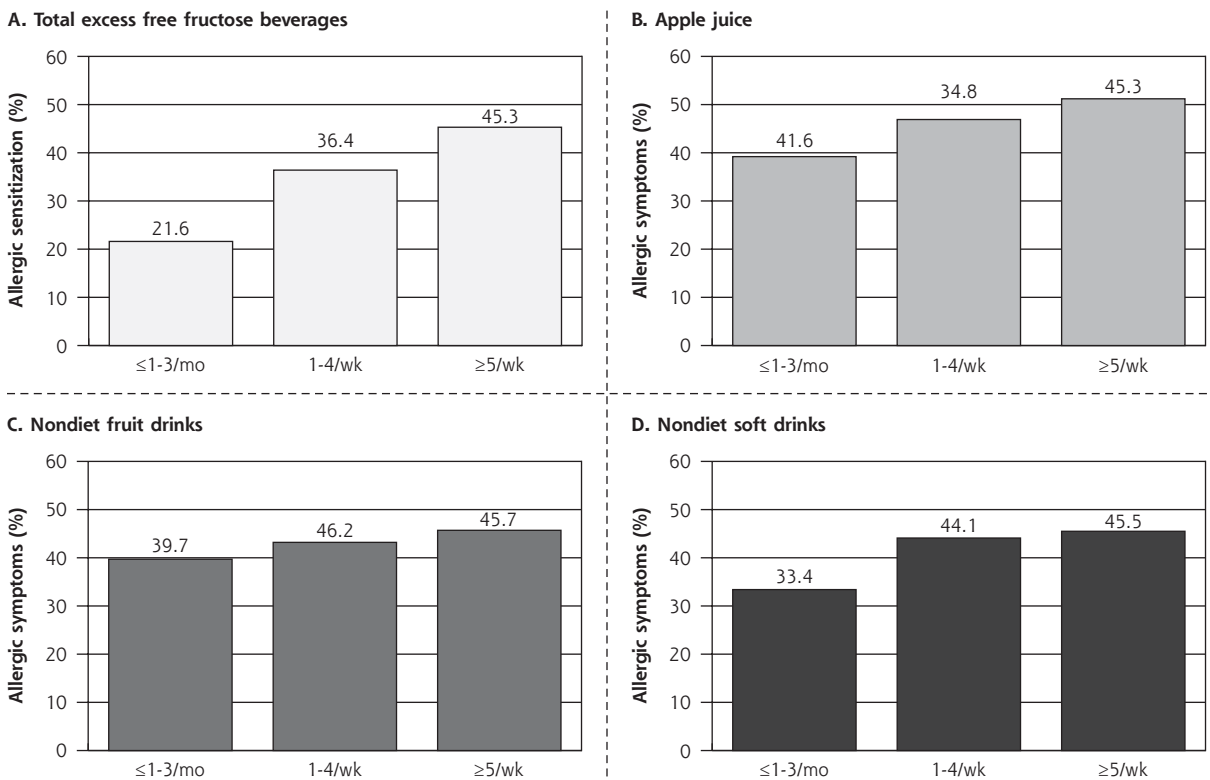 A. Total excess free fructose beverages
Allergic sensitization (%)
60
50
40
30
20
10
0
21.6
36.4
45.3
≤1-3/mo
1-4/wk
≥5/wk
B. Apple juice
Allergic symptoms (%)
60
50
40
30
20
10
0
41.6
34.8
45.3
≤1-3/mo
1-4/wk
≥5/wk
C. Nondiet fruit drinks
Allergic symptoms (%)
60
50
40
30
20
10
0
39.7
46.2
45.7
≤1-3/mo
1-4/wk
≥5/wk
D. Nondiet soft drinks
Allergic symptoms (%)
60
50
40
30
20
10
0
33.4
44.1
45.5
≤1-3/mo
1-4/wk
≥5/wk